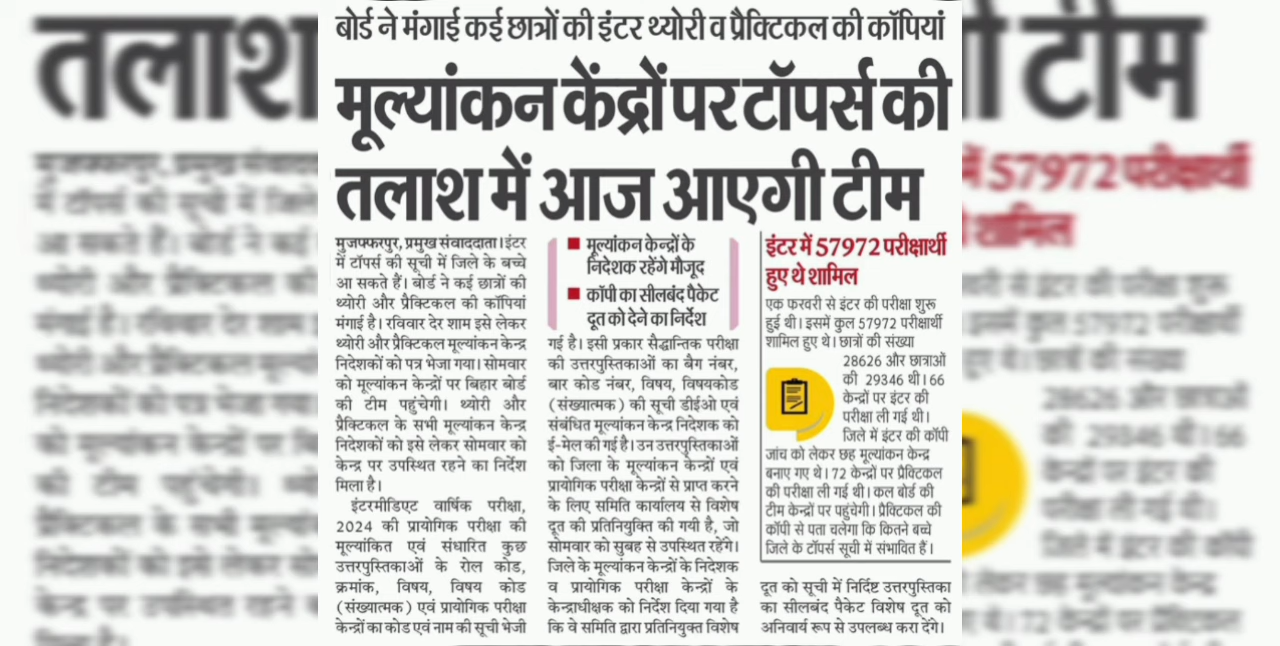 बोर्ड ने मंगाई कई छात्रों की इंटर थ्योरी व प्रैक्टिकल की कॉपियां
मूल्यांकन केंद्रों पर टॉपर्स की
तलाश में आज आएगी टीम
मुजफ्फरपुर, प्रमुख संवाददाता। इंटर
में टॉपर्स की सूची में जिले के बच्चे
आ सकते हैं। बोर्ड ने कई छात्रों की
थ्योरी और प्रैक्टिकल की कॉपियां
मंगाई है। रविवार देर शाम इसे लेकर
थ्योरी और प्रैक्टिकल मूल्यांकन केन्द्र
निदेशकों को पत्र भेजा गया। सोमवार
को मूल्यांकन केन्द्रों पर बिहार बोर्ड
की टीम पहुंचेगी। थ्योरी और
प्रैक्टिकल के सभी मूल्यांकन केन्द्र
निदेशकों को इसे लेकर सोमवार को
केन्द्र पर उपस्थित रहने का निर्देश
मिला है।
इंटरमीडिएट वार्षिक परीक्षा,
2024 की प्रायोगिक परीक्षा की
मूल्यांकित एवं संधारित कुछ
उत्तरपुस्तिकाओं के रोल कोड,
क्रमांक, विषय, विषय कोड
(संख्यात्मक) एवं प्रायोगिक परीक्षा
केन्द्रों का कोड एवं नाम की सूची भेजी
मूल्यांकन केन्द्रों के
निदेशक रहेंगे मौजूद
कॉपी का सीलबंद पैकेट
दूत को देने का निर्देश
गई है। इसी प्रकार सैद्धान्तिक परीक्षा
की उत्तरपुस्तिकाओं का बैग नंबर,
बार कोड नंबर, विषय, विषयकोड
(संख्यात्मक) की सूची डीईओ एवं
संबंधित मूल्यांकन केन्द्र निदेशक को
ई-मेल की गई है। उन उत्तरपुस्तिकाओं
को जिला के मूल्यांकन केन्द्रों एवं
प्रायोगिक परीक्षा केन्द्रों से प्राप्त करने
के लिए समिति कार्यालय से विशेष
दूत की प्रतिनियुक्ति की गयी है, जो
सोमवार को सुबह से उपस्थित रहेंगे।
जिले के मूल्यांकन केन्द्रों के निदेशक
व प्रायोगिक परीक्षा केन्द्रों के
केन्द्राधीक्षक को निर्देश दिया गया है
कि वे समिति द्वारा प्रतिनियुक्त विशेष
इंटर में 57972 परीक्षार्थी
हुए थे शामिल
एक फरवरी से इंटर की परीक्षा शुरू
हुई थी। इसमें कुल 57972 परीक्षार्थी
शामिल हुए थे। छात्रों की संख्या
28626 और छात्राओं
की 29346 थी। 66
केन्द्रों पर इंटर की
परीक्षा ली गई थी।
जिले में इंटर की कॉपी
जांच को लेकर छह मूल्यांकन केन्द्र
बनाए गए थे। 72 केन्द्रों पर प्रैक्टिकल
की परीक्षा ली गई थी। कल बोर्ड की
टीम केन्द्रों पर पहुंचेगी। प्रैक्टिकल की
कॉपी से पता चलेगा कि कितने बच्चे
जिले के टॉपर्स सूची में संभावित हैं।
दूत को सूची में निर्दिष्ट उत्तरपुस्तिका
का सीलबंद पैकेट विशेष दूत को
अनिवार्य रूप से उपलब्ध करा देंगे।